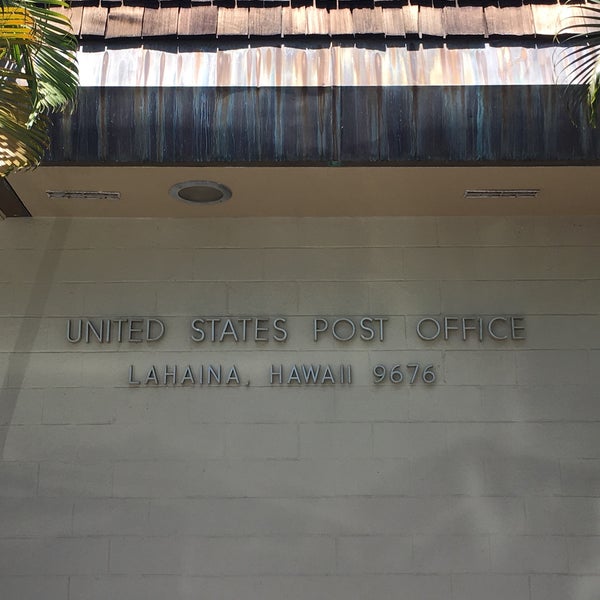 UNITED STATES POST OFFICE
LAHAINA, HAWAII 9676